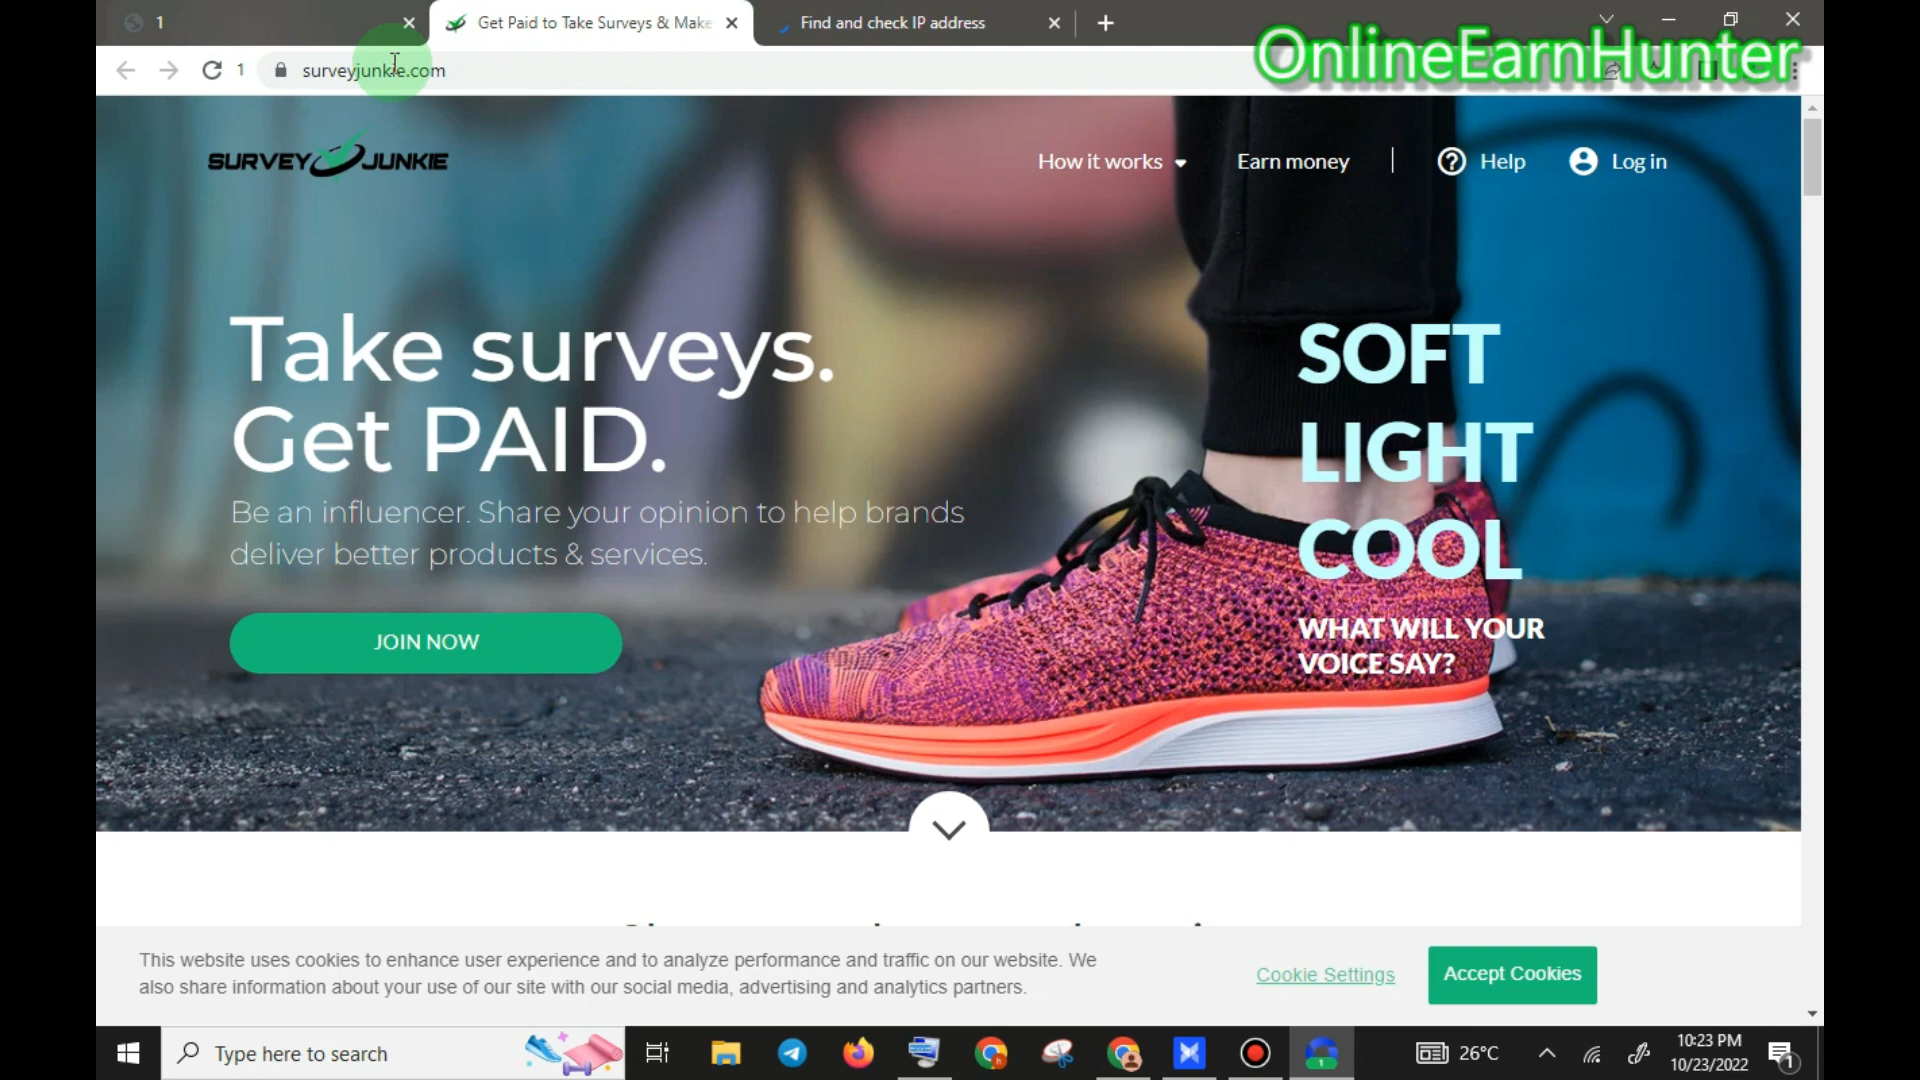 1
Get Paid to Take Surveys & Make
Find and check IP address
OnlineEarnHunter
1
surveyjunkie.com
SURVEY JUNKIE
How it works
Earn money
Help
Log in
Take surveys.
Get PAID.
Be an influencer. Share your opinion to help brands
deliver better products & services.
JOIN NOW
SOFT
LIGHT
COOL
WHAT WILL YOUR
VOICE SAY?
This website uses cookies to enhance user experience and to analyze performance and traffic on our website. We
also share information about your use of our site with our social media, advertising and analytics partners.
Cookie Settings
Accept Cookies
Type here to search
1
26°C
10:23 PM
10/23/2022
1